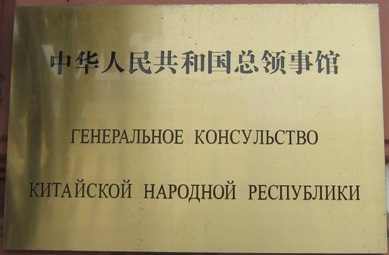 中华人民共和国总领事馆
ГЕНЕРАЛЬНОЕ КОНСУЛЬСТВО
КИТАЙСКОЙ НАРОДНОЙ РЕСПУБЛИКИ